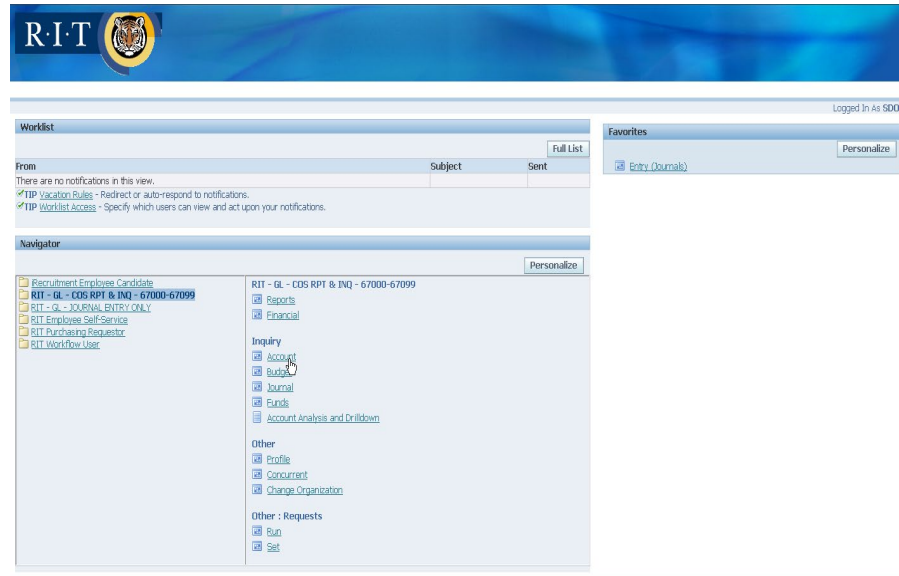 R·I·T
Logged In As SDO
Worklist
Full List
From Subject Sent
There are no notifications in this view.
TIP Vacation Rules - Redirect or auto-respond to notifications.
TIP Worklist Access - Specify which users can view and act upon your notifications.
Favorites
Personalize
Entry (Journals)
Navigator
Personalize
iRecruitment Employee Candidate
RIT - GL - COS RPT & INQ - 67000-67099
RIT - GL - JOURNAL ENTRY ONLY
RIT Employee Self-Service
RIT Purchasing Requestor
RIT Workflow User
RIT - GL - COS RPT & INQ - 67000-67099
Reports
Financial
Inquiry
Account
Budget
Journal
Funds
Account Analysis and Drilldown
Other
Profile
Concurrent
Change Organization
Other : Requests
Run
Set